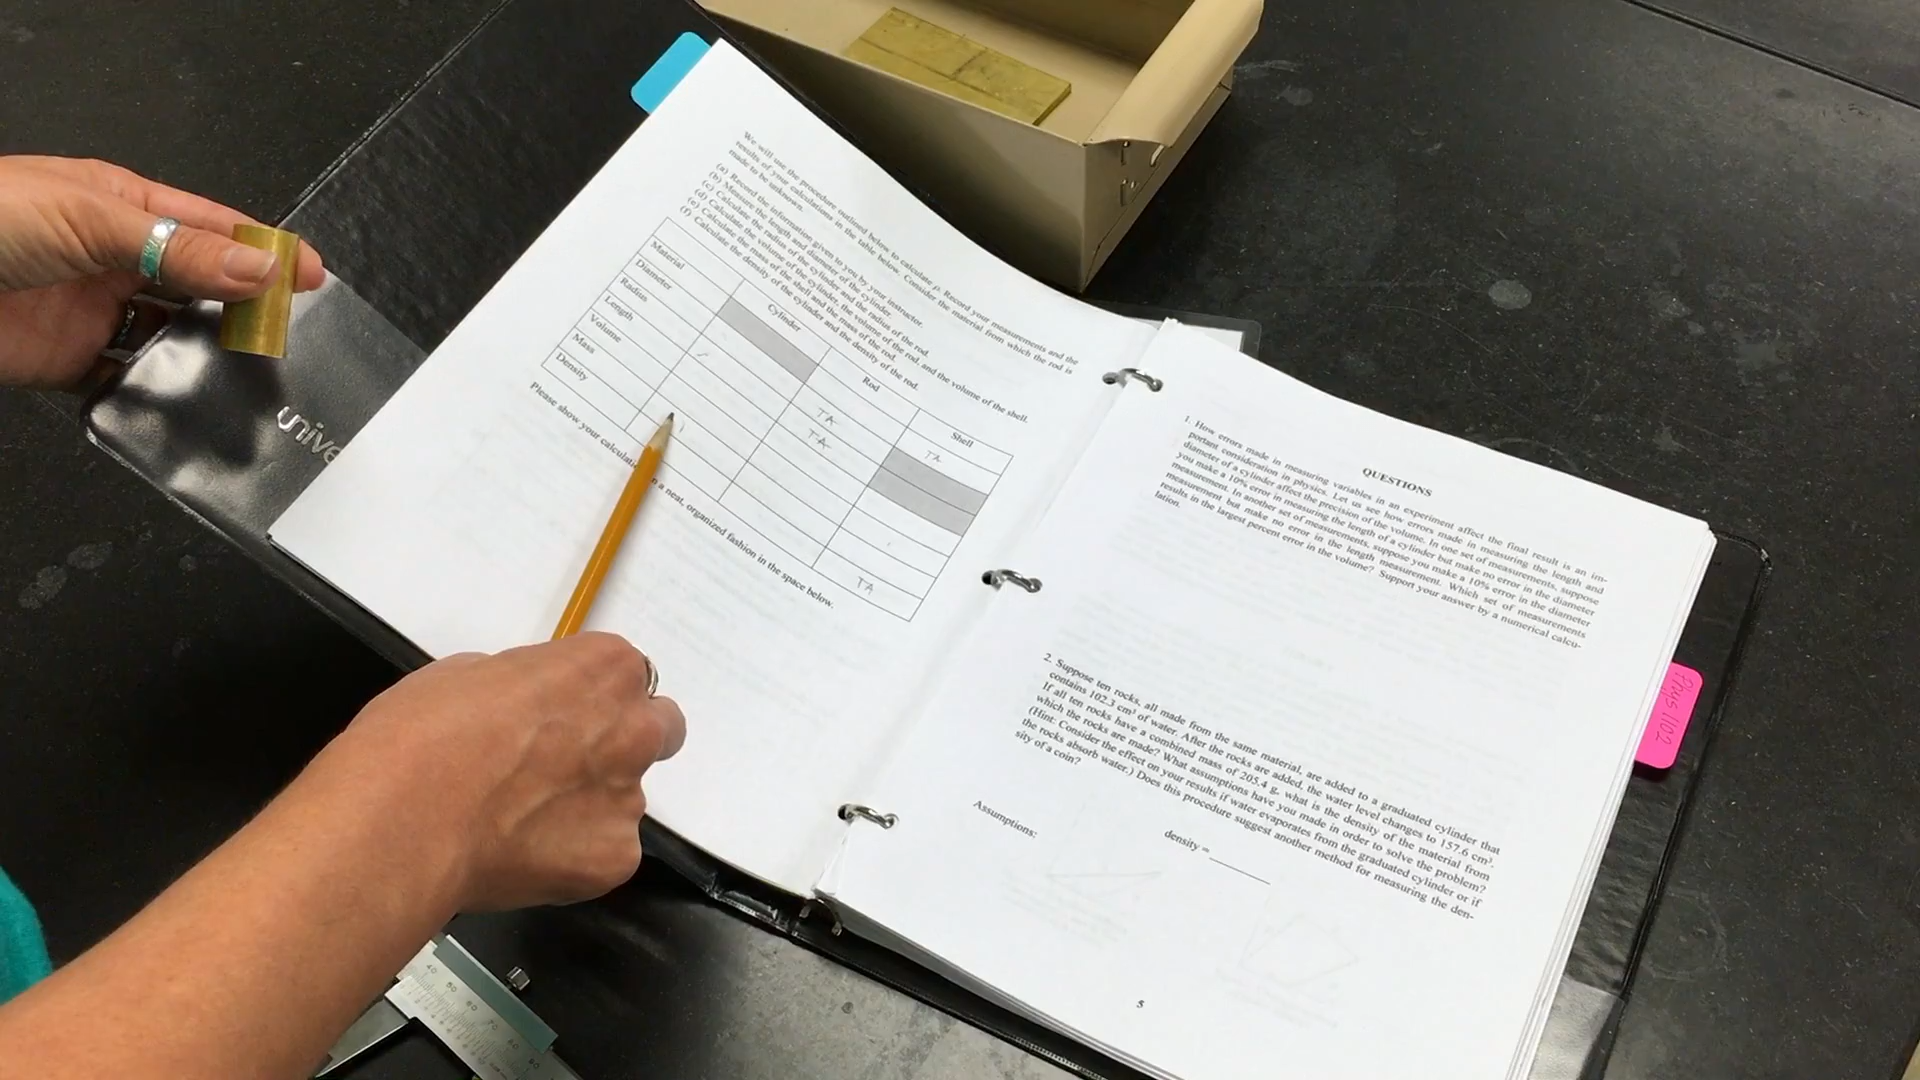 We will use the procedure outlined below to calculate ρ. Record your measurements and the
results of your calculations in the table below. Consider the material from which the rod is
made to be unknown.
(a) Record the information given to you by your instructor.
(b) Measure the length and diameter of the cylinder.
(c) Calculate the radius of the cylinder and the radius of the rod.
(d) Calculate the volume of the cylinder, the volume of the rod, and the volume of the shell.
(e) Calculate the mass of the shell and the mass of the rod.
(f) Calculate the density of the cylinder and the density of the rod.
Cylinder Rod Shell
Material TA TA
Diameter TA
Radius
Length
Volume
Mass TA
Density
Please show your calculati n a neat, organized fashion in the space below.
unive
QUESTIONS
1. How errors made in measuring variables in an experiment affect the final result is an im-
portant consideration in physics. Let us see how errors made in measuring the length and
diameter of a cylinder affect the precision of the volume. In one set of measurements, suppose
you make a 10% error in measuring the length of a cylinder but make no error in the diameter
measurement. In another set of measurements, suppose you make a 10% error in the diameter
measurement but make no error in the length measurement. Which set of measurements
results in the largest percent error in the volume? Support your answer by a numerical calcu-
lation.
2. Suppose ten rocks, all made from the same material, are added to a graduated cylinder that
contains 102.3 cm³ of water. After the rocks are added, the water level changes to 157.6 cm³.
If all ten rocks have a combined mass of 205.4 g, what is the density of the material from
which the rocks are made? What assumptions have you made in order to solve the problem?
(Hint: Consider the effect on your results if water evaporates from the graduated cylinder or if
the rocks absorb water.) Does this procedure suggest another method for measuring the den-
sity of a coin?
Assumptions:
density =
5
Phys 1102
40 50 60 70